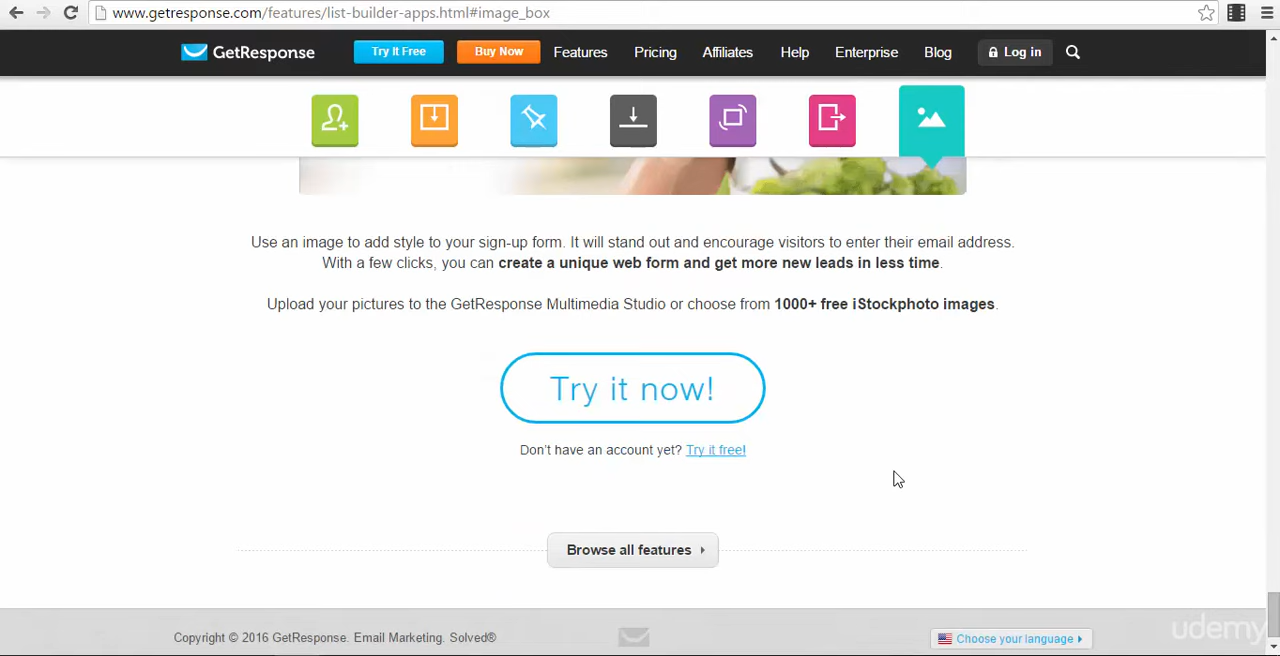 www.getresponse.com/features/list-builder-apps.html#image_box
GetResponse Try It Free Buy Now Features Pricing Affiliates Help Enterprise Blog Log in
Use an image to add style to your sign-up form. It will stand out and encourage visitors to enter their email address.
With a few clicks, you can create a unique web form and get more new leads in less time.
Upload your pictures to the GetResponse Multimedia Studio or choose from 1000+ free iStockphoto images.
Try it now!
Don't have an account yet? Try it free!
Browse all features
Copyright © 2016 GetResponse. Email Marketing. Solved® Choose your language
udemy